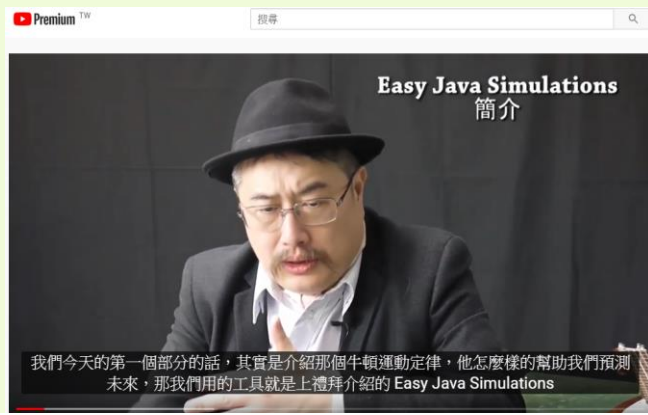 Premium TW
搜尋
Easy Java Simulations
簡介
我們今天的第一個部分的話，其實是介紹那個牛頓運動定律，他怎麼樣的幫助我們預測
未來，那我們用的工具就是上禮拜介紹的 Easy Java Simulations